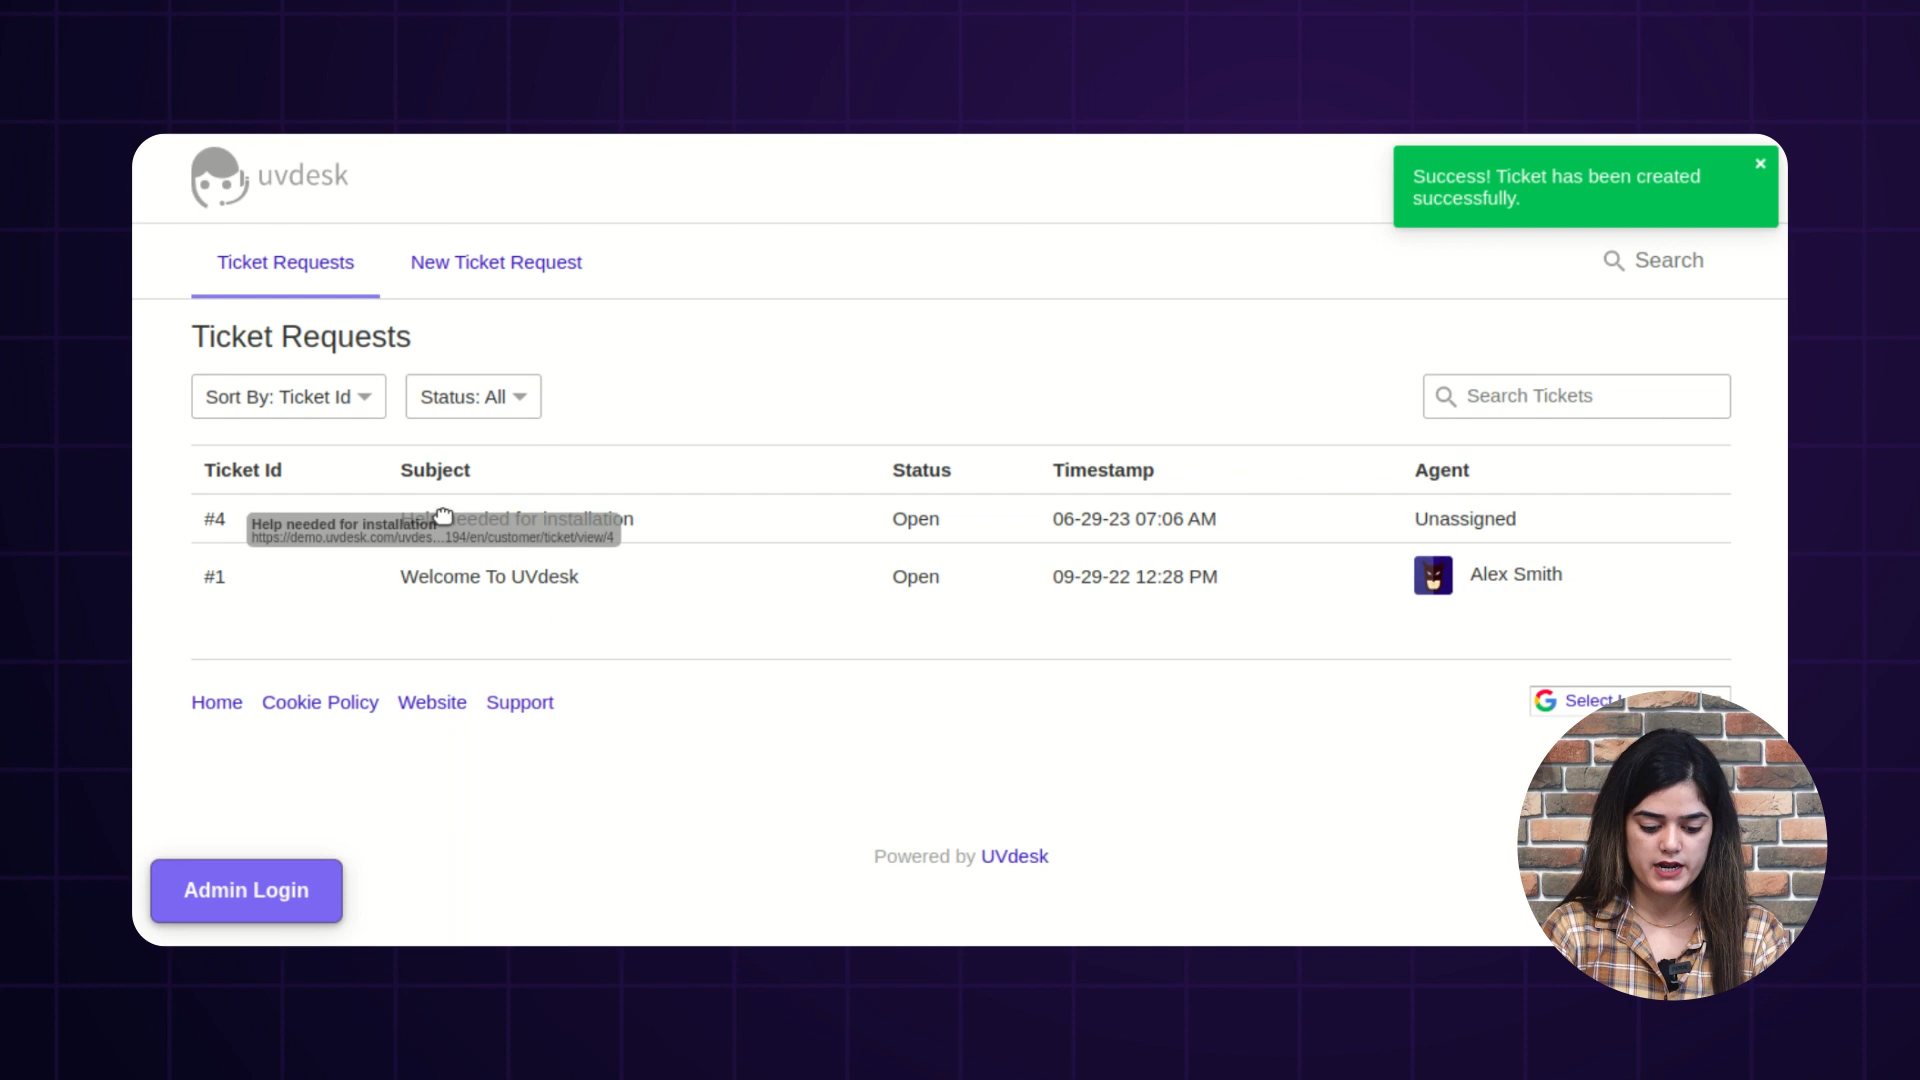 uvdesk
Success! Ticket has been created
successfully.
×
Ticket Requests
New Ticket Request
Search
Ticket Requests
Sort By: Ticket Id
Status: All
Search Tickets
Ticket Id Subject Status Timestamp Agent
#4 Help needed for installation Open 06-29-23 07:06 AM Unassigned
Help needed for installation
https://demo.uvdesk.com/uvdes...194/en/customer/ticket/view/4
#1 Welcome To UVdesk Open 09-29-22 12:28 PM Alex Smith
Home Cookie Policy Website Support
G Select
Powered by UVdesk
Admin Login